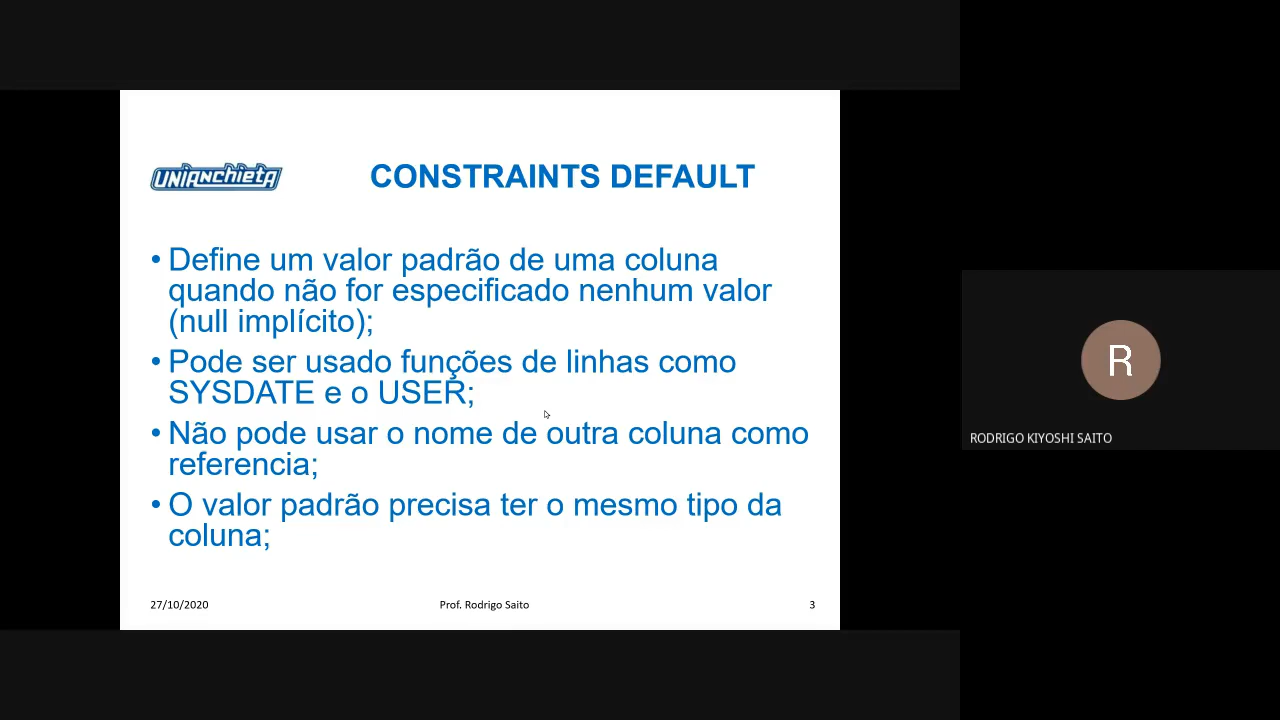 UNIANCHIETA
CONSTRAINTS DEFAULT
• Define um valor padrão de uma coluna
quando não for especificado nenhum valor
(null implícito);
• Pode ser usado funções de linhas como
SYSDATE e o USER;
• Não pode usar o nome de outra coluna como
referencia;
• O valor padrão precisa ter o mesmo tipo da
coluna;
27/10/2020
Prof. Rodrigo Saito
3
R
RODRIGO KIYOSHI SAITO